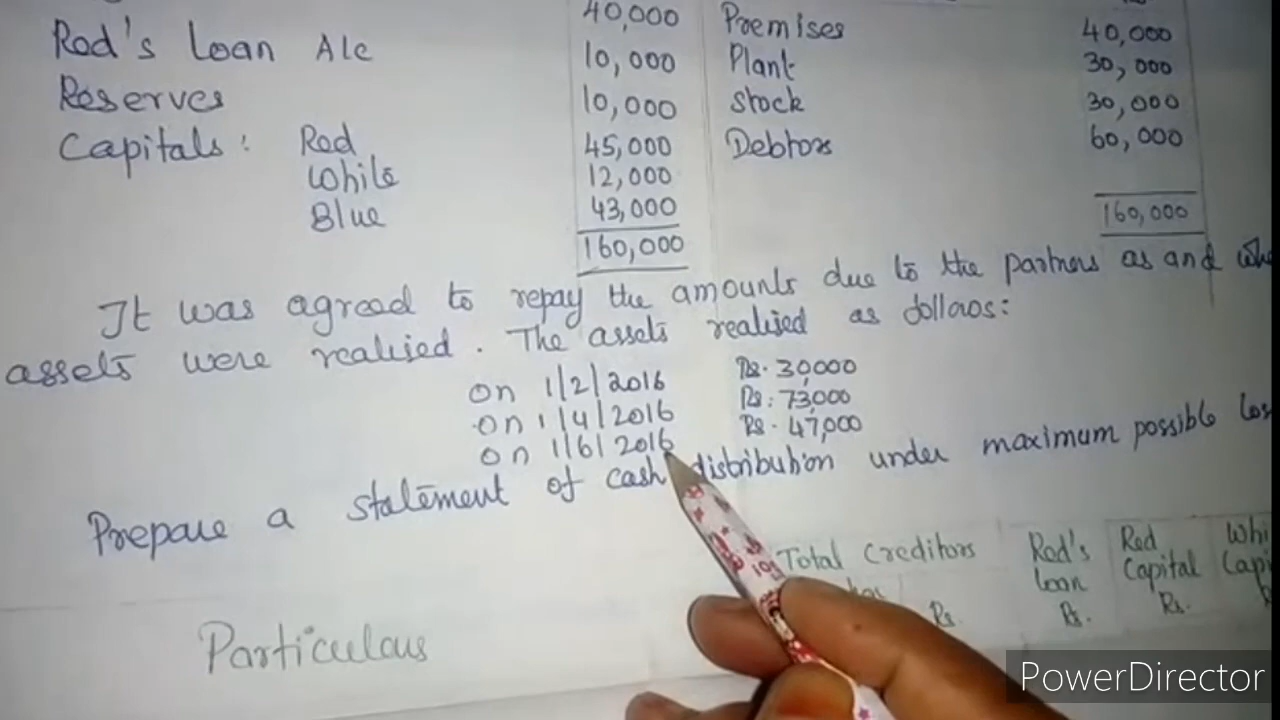 40,000 Premises 40,000
Red's loan A/c 10,000 Plant 30,000
Reserves 10,000 Stock 30,000
Capitals: Red 45,000 Debtors 60,000
White 12,000
Blue 43,000
160,000 160,000
It was agreed to repay the amounts due to the partners as and
assets were realised. The assets realised as follows:
on 1/2/2016 Rs. 30,000
on 1/4/2016 Rs. 73,000
on 1/6/2016 Rs. 47,000
Prepare a statement of cash distribution under maximum possible
Particulars Total Creditors Red's loan Rs. Red Capital Rs.
Rs.
PowerDirector